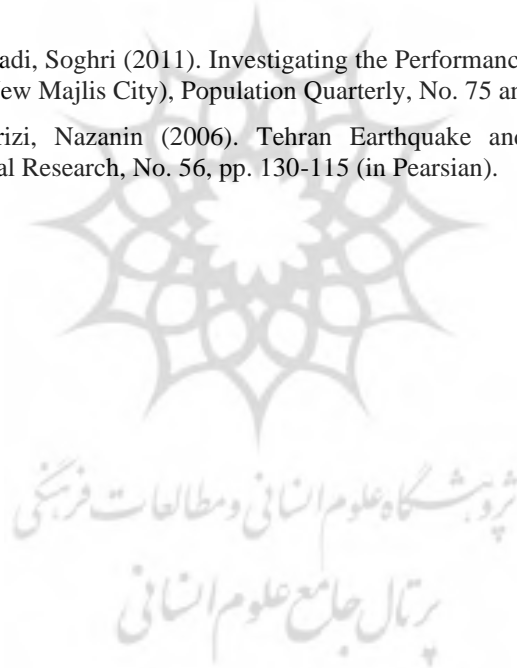 adi, Soghri (2011). Investigating the Performanc
ew Majlis City), Population Quarterly, No. 75 an
rizi, Nazanin (2006). Tehran Earthquake and
al Research, No. 56, pp. 130-115 (in Pearsian).
پژوهشگاه علوم انسانی و مطالعات فرهنگی
پرتال جامع علوم انسانی